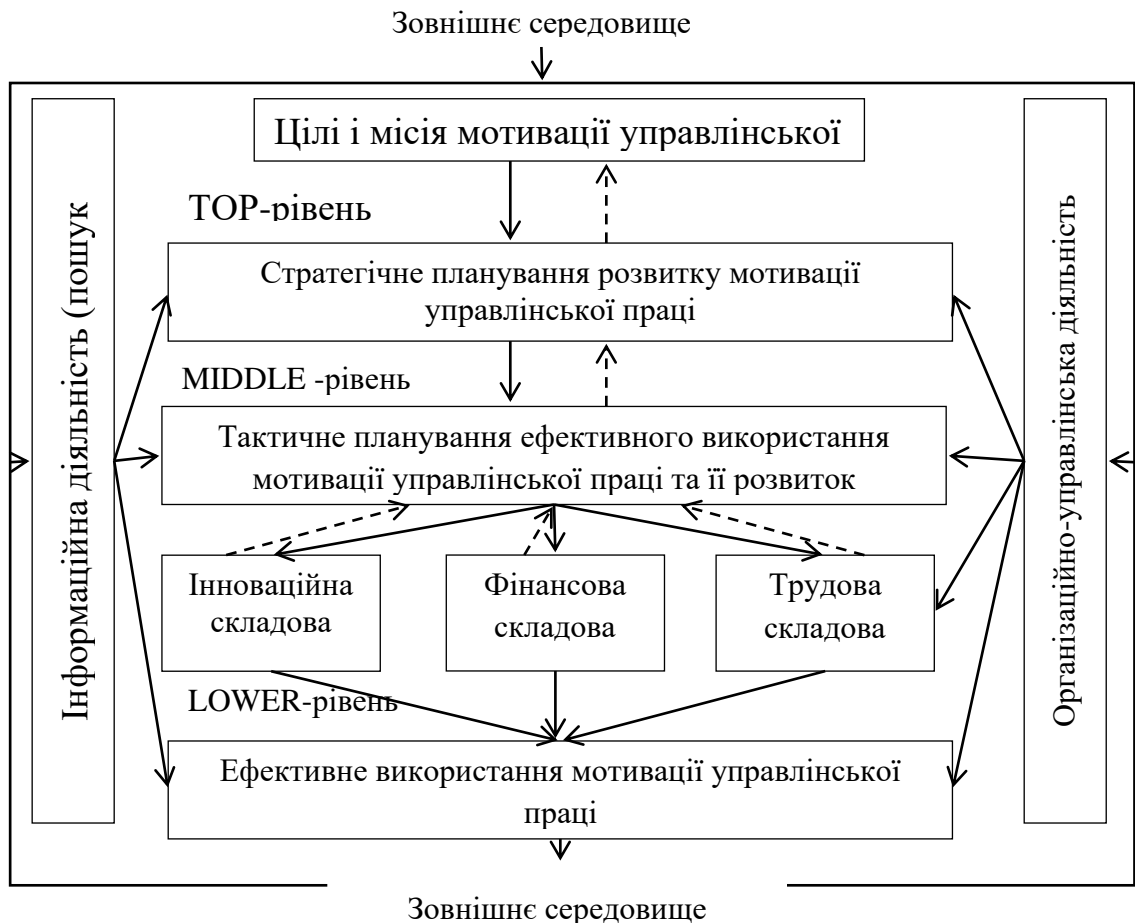 Зовнішнє середовище
Інформаційна діяльність (пошук
Цілі і місія мотивації управлінської
TOP-рівень
Стратегічне планування розвитку мотивації
управлінської праці
MIDDLE -рівень
Тактичне планування ефективного використання
мотивації управлінської праці та її розвиток
Інноваційна
складова
Фінансова
складова
Трудова
складова
LOWER-рівень
Ефективне використання мотивації управлінської
праці
Організаційно-управлінська діяльність
Зовнішнє середовище